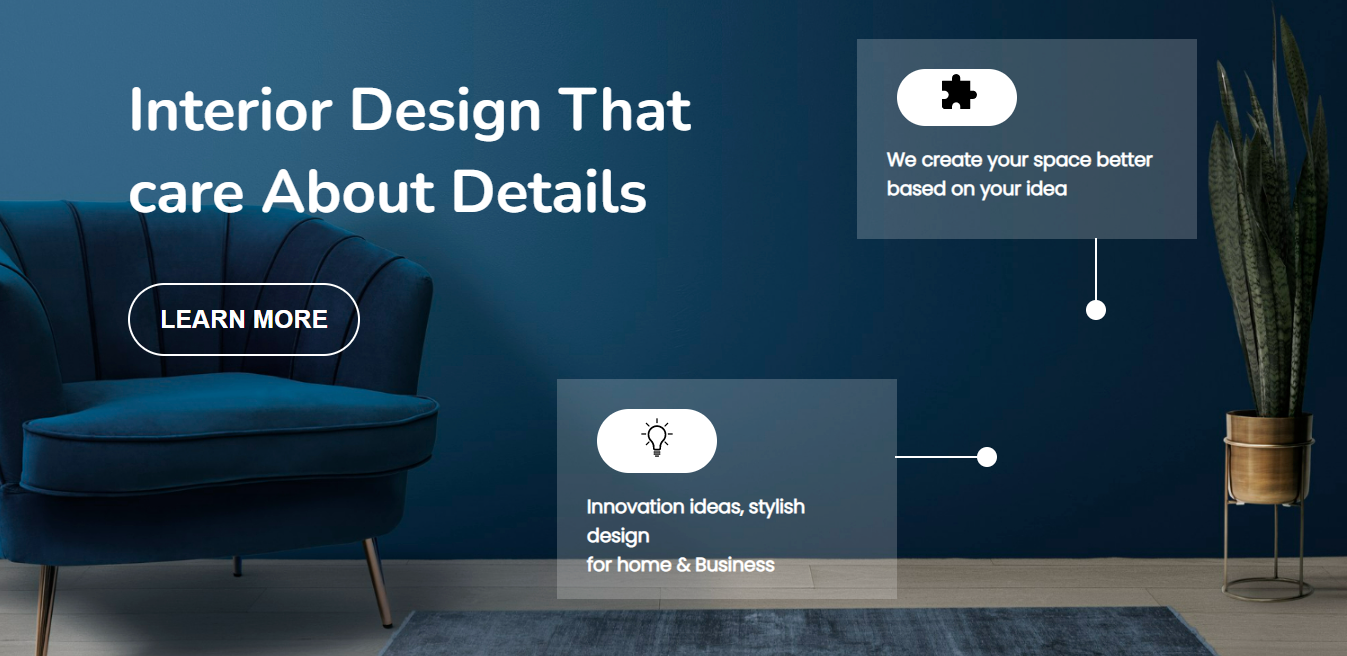 Interior Design That
care About Details
LEARN MORE
We create your space better
based on your idea
Innovation ideas, stylish
design
for home & Business